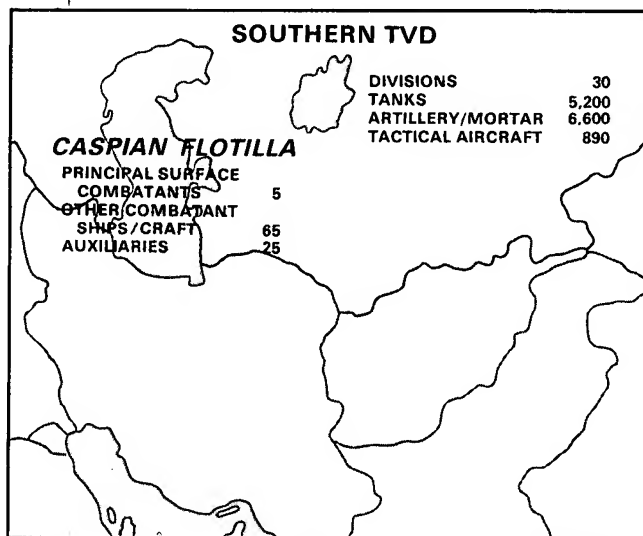 SOUTHERN TVD
DIVISIONS 30
TANKS 5,200
ARTILLERY/MORTAR 6,600
TACTICAL AIRCRAFT 890
CASPIAN FLOTILLA
PRINCIPAL SURFACE
COMBATANTS 5
OTHER COMBATANT
SHIPS/CRAFT 65
AUXILIARIES 25